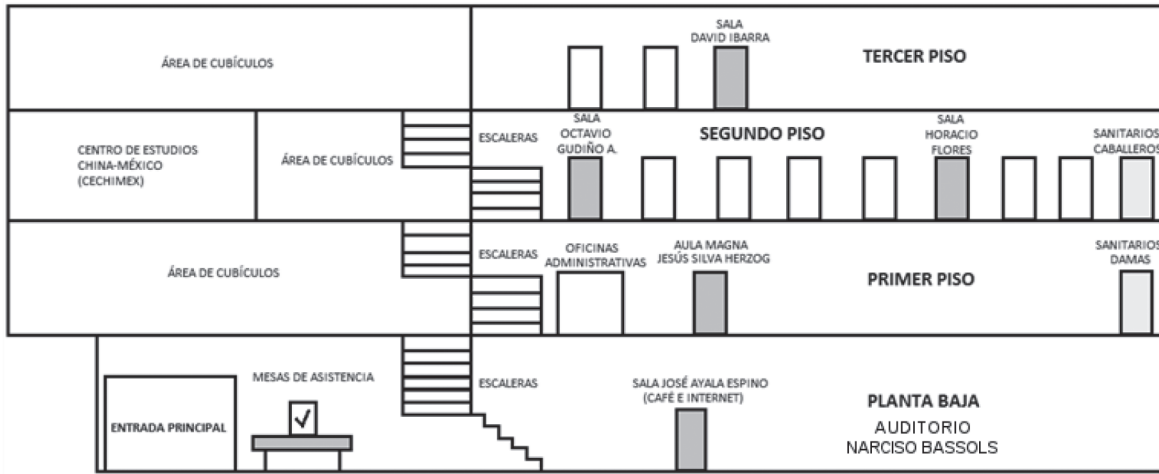 SALA
DAVID IBARRA
ÁREA DE CUBÍCULOS
TERCER PISO
CENTRO DE ESTUDIOS
CHINA-MÉXICO
(CECHIMEX)
ÁREA DE CUBÍCULOS
ESCALERAS
SALA
OCTAVIO
GUDIÑO A.
SEGUNDO PISO
SALA
HORACIO
FLORES
SANITARIOS
CABALLEROS
ÁREA DE CUBÍCULOS
ESCALERAS
OFICINAS
ADMINISTRATIVAS
AULA MAGNA
JESÚS SILVA HERZOG
PRIMER PISO
SANITARIOS
DAMAS
ENTRADA PRINCIPAL
MESAS DE ASISTENCIA
ESCALERAS
SALA JOSÉ AYALA ESPINO
(CAFÉ E INTERNET)
PLANTA BAJA
AUDITORIO
NARCISO BASSOLS